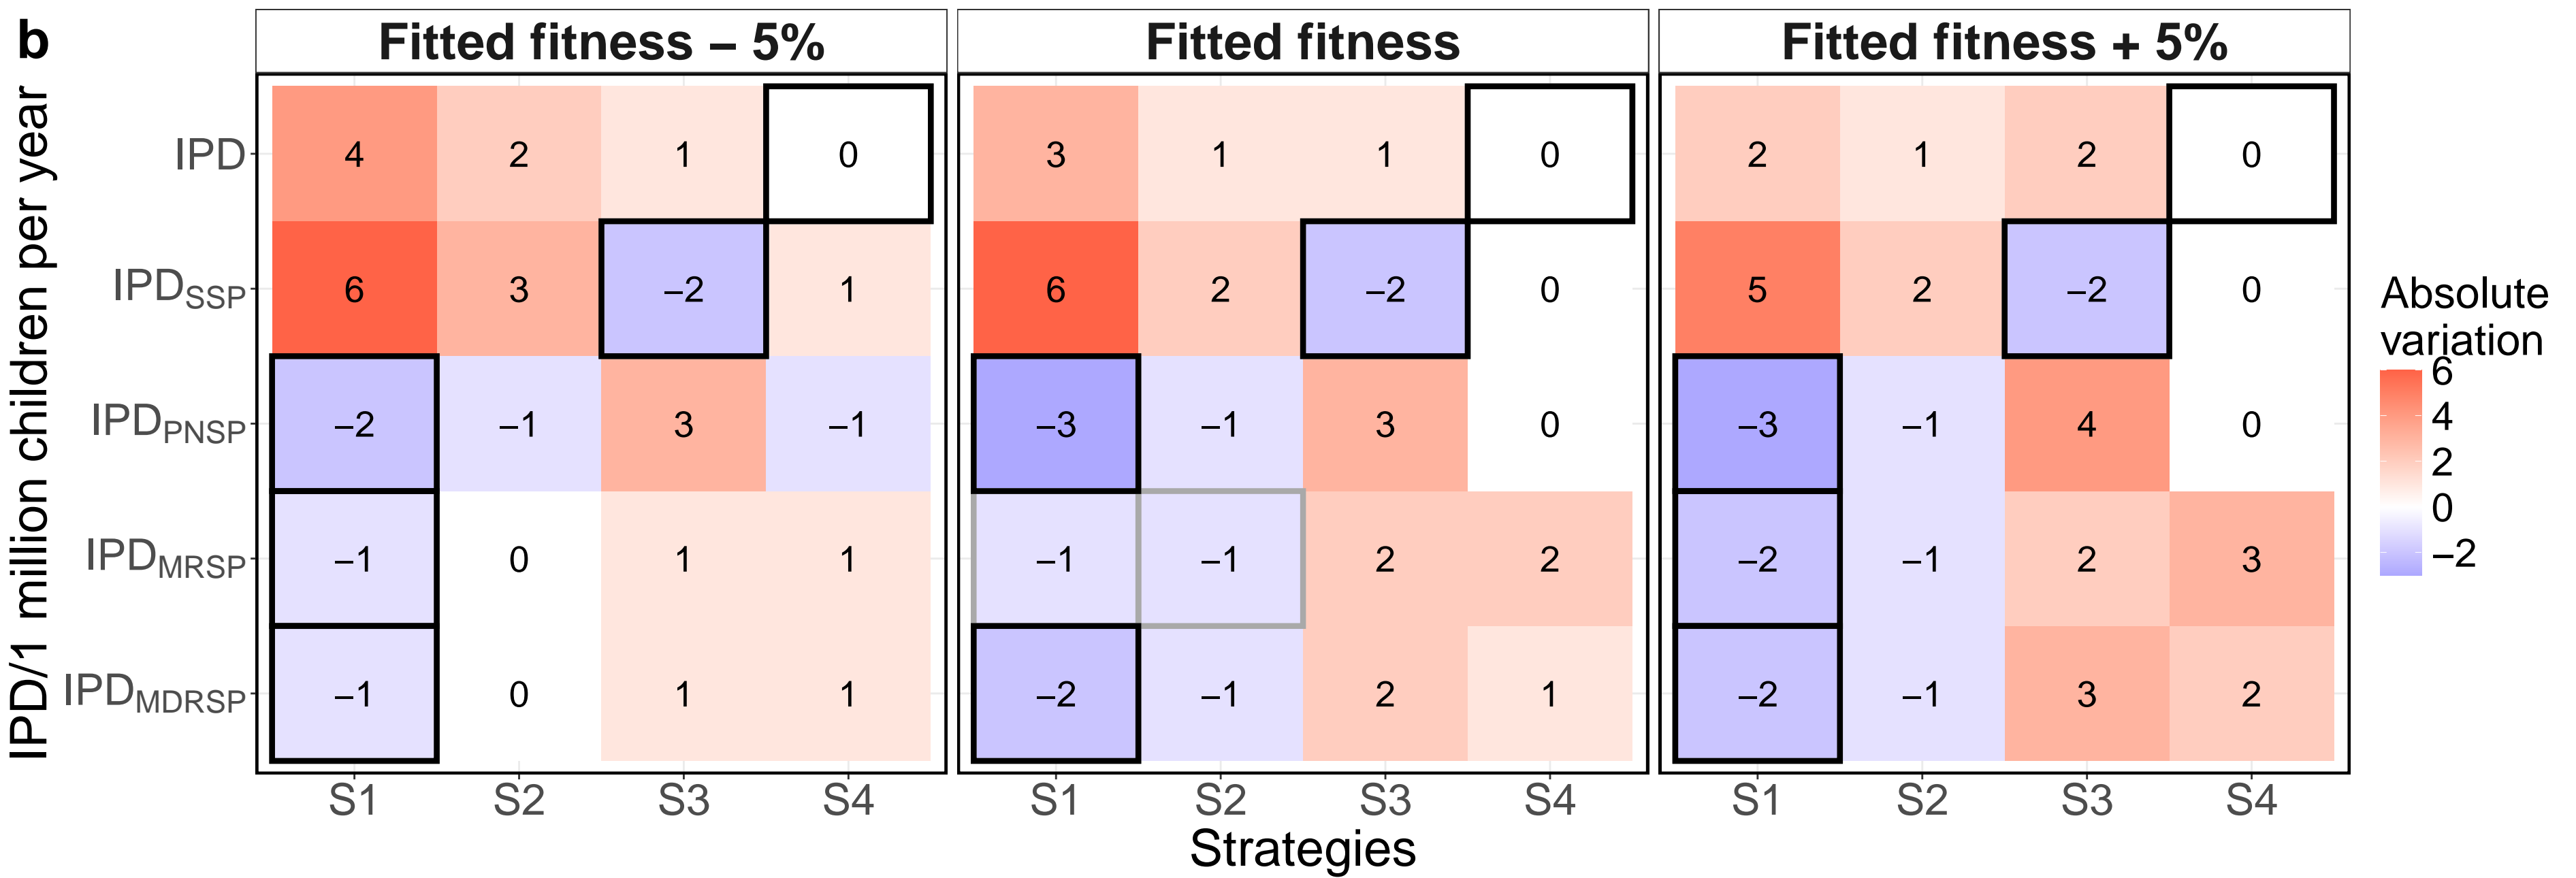 b
Fitted fitness – 5%
Fitted fitness
Fitted fitness + 5%
IPD/1 million children per year
IPD 4 2 1 0 3 1 1 0 2 1 2 0
IPDSSP 6 3 –2 1 6 2 –2 0 5 2 –2 0
IPDPNSP –2 –1 3 –1 –3 –1 3 0 –3 –1 4 0
IPDMRSP –1 0 1 1 –1 –1 2 2 –2 –1 2 3
IPDMDRSP –1 0 1 1 –2 –1 2 1 –2 –1 3 2
S1 S2 S3 S4 S1 S2 S3 S4 S1 S2 S3 S4
Strategies
Absolute
variation
6
4
2
0
–2